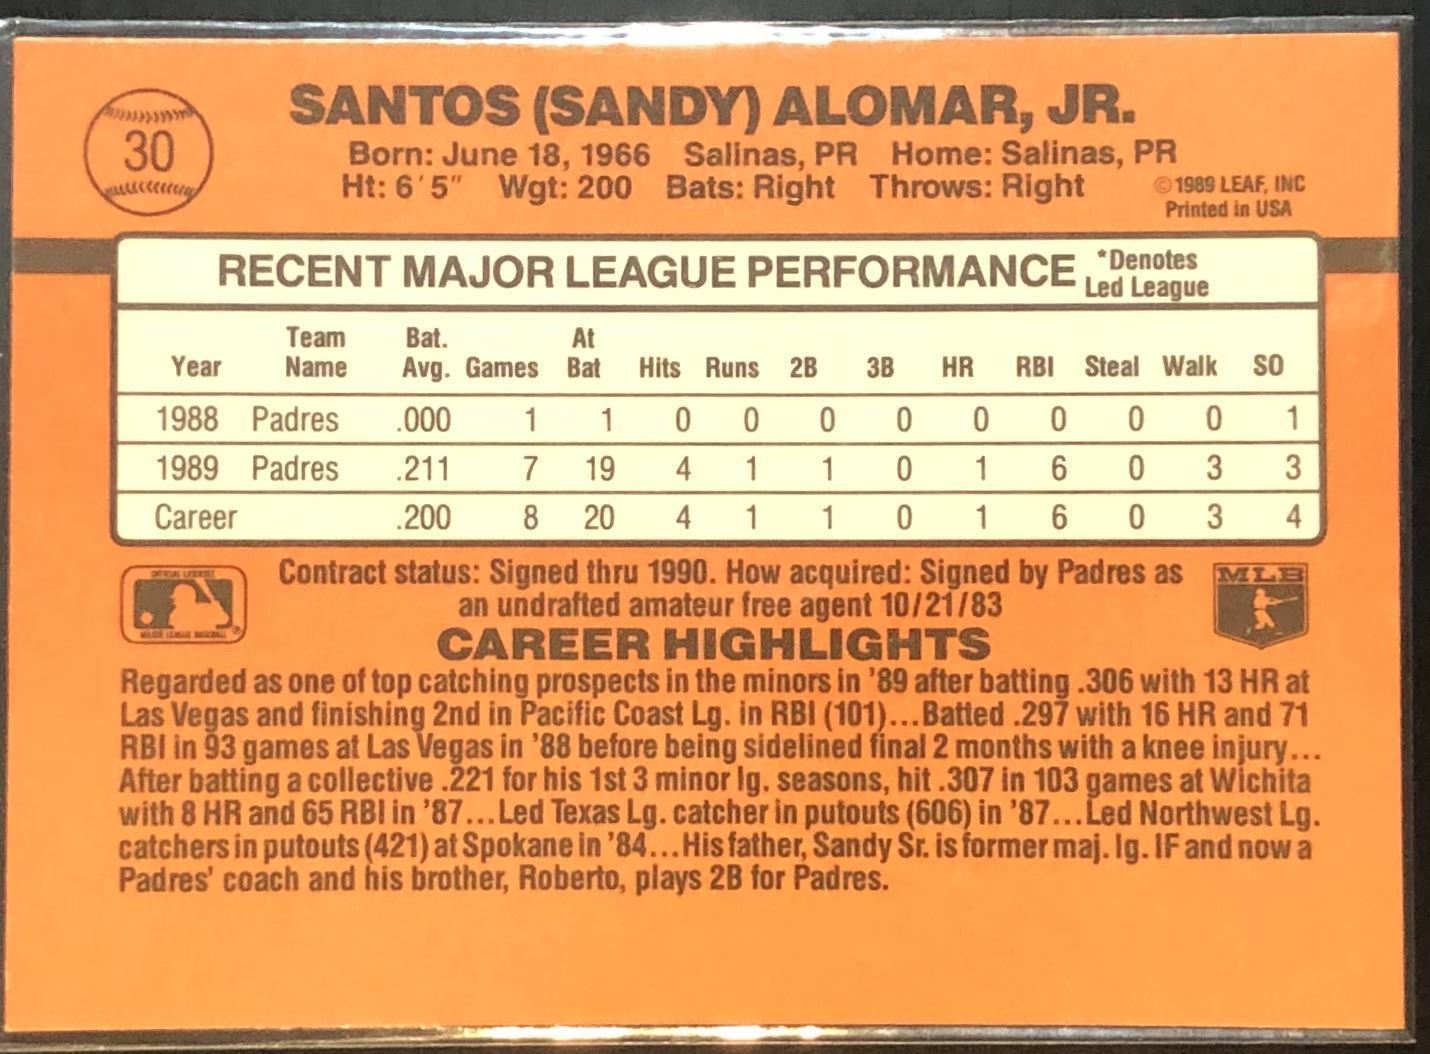 30
SANTOS (SANDY) ALOMAR, JR.
Born: June 18, 1966 Salinas, PR Home: Salinas, PR
Ht: 6'5" Wgt: 200 Bats: Right Throws: Right
©1989 LEAF, INC
Printed in USA
RECENT MAJOR LEAGUE PERFORMANCE *Denotes
Led League
Year Team Name Bat. Avg. Games At Bat Hits Runs 2B 3B HR RBI Steal Walk SO
1988 Padres .000 1 1 0 0 0 0 0 0 0 0 1
1989 Padres .211 7 19 4 1 1 0 1 6 0 3 3
Career .200 8 20 4 1 1 0 1 6 0 3 4
Contract status: Signed thru 1990. How acquired: Signed by Padres as
an undrafted amateur free agent 10/21/83
OFFICIAL LICENSEE
MAJOR LEAGUE BASEBALL
MLB
CAREER HIGHLIGHTS
Regarded as one of top catching prospects in the minors in '89 after batting .306 with 13 HR at
Las Vegas and finishing 2nd in Pacific Coast Lg. in RBI (101)...Batted .297 with 16 HR and 71
RBI in 93 games at Las Vegas in '88 before being sidelined final 2 months with a knee injury...
After batting a collective .221 for his 1st 3 minor lg. seasons, hit .307 in 103 games at Wichita
with 8 HR and 65 RBI in '87...Led Texas Lg. catcher in putouts (606) in '87...Led Northwest Lg.
catchers in putouts (421) at Spokane in '84...His father, Sandy Sr. is former maj. lg. IF and now a
Padres' coach and his brother, Roberto, plays 2B for Padres.